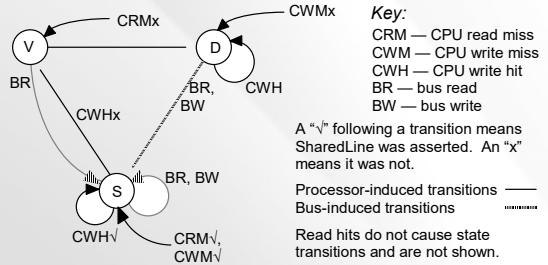 CRMx
V
BR
CWHx
D
CWMx
CWH
BR,
BW
S
BR, BW
CWH√
CRM√,
CWM√
Key:
CRM — CPU read miss
CWM — CPU write miss
CWH — CPU write hit
BR — bus read
BW — bus write
A “√” following a transition means
SharedLine was asserted. An “x”
means it was not.
Processor-induced transitions
Bus-induced transitions
Read hits do not cause state
transitions and are not shown.